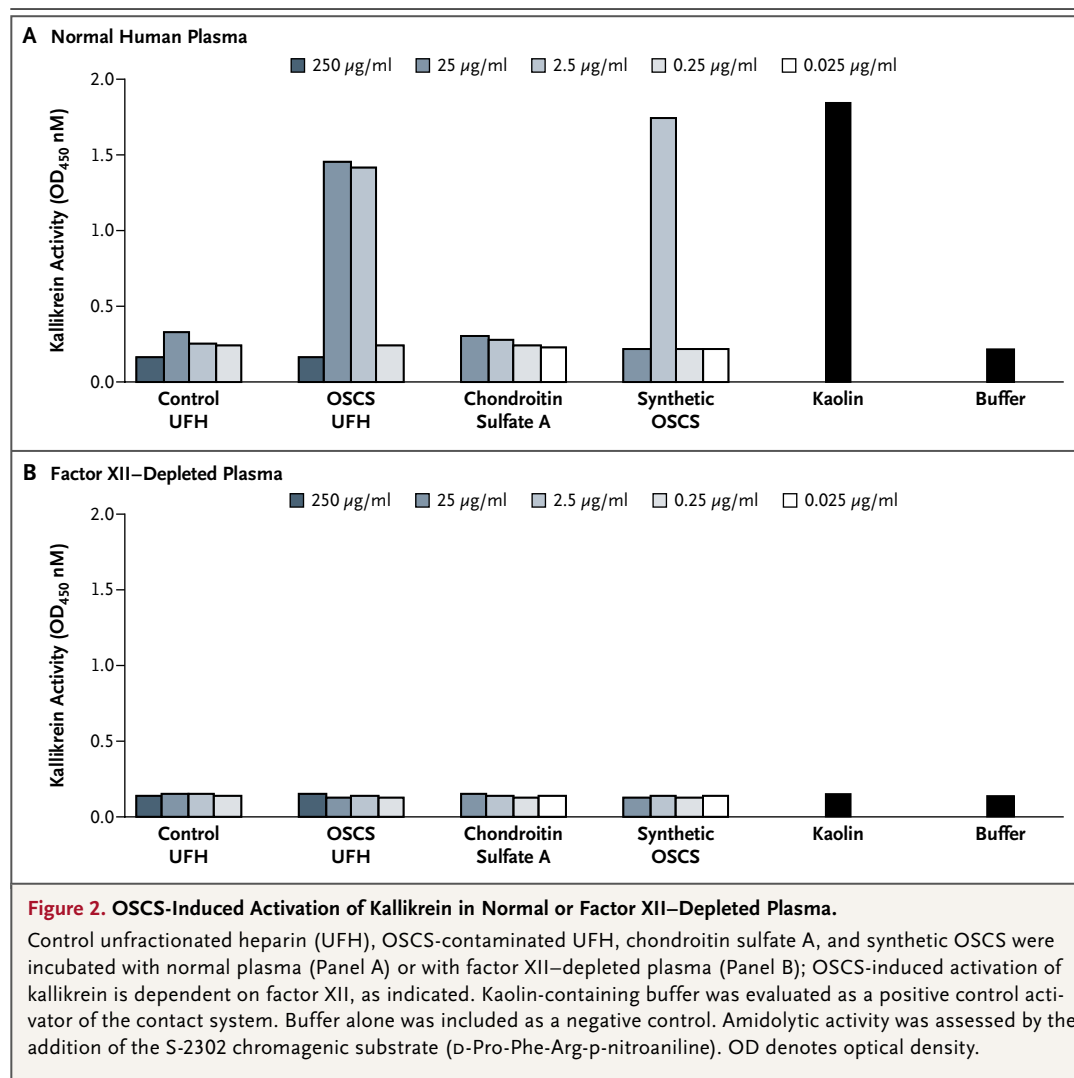 A Normal Human Plasma
250 µg/ml 25 µg/ml 2.5 µg/ml 0.25 µg/ml 0.025 µg/ml
Kallikrein Activity (OD450 nM)
2.0
1.5
1.0
0.5
0.0
Control UFH
OSCS UFH
Chondroitin Sulfate A
Synthetic OSCS
Kaolin
Buffer
B Factor XII–Depleted Plasma
250 µg/ml 25 µg/ml 2.5 µg/ml 0.25 µg/ml 0.025 µg/ml
Kallikrein Activity (OD450 nM)
2.0
1.5
1.0
0.5
0.0
Control UFH
OSCS UFH
Chondroitin Sulfate A
Synthetic OSCS
Kaolin
Buffer
Figure 2. OSCS-Induced Activation of Kallikrein in Normal or Factor XII–Depleted Plasma.
Control unfractionated heparin (UFH), OSCS-contaminated UFH, chondroitin sulfate A, and synthetic OSCS were
incubated with normal plasma (Panel A) or with factor XII–depleted plasma (Panel B); OSCS-induced activation of
kallikrein is dependent on factor XII, as indicated. Kaolin-containing buffer was evaluated as a positive control acti-
vator of the contact system. Buffer alone was included as a negative control. Amidolytic activity was assessed by the
addition of the S-2302 chromagenic substrate (D-Pro-Phe-Arg-p-nitroaniline). OD denotes optical density.